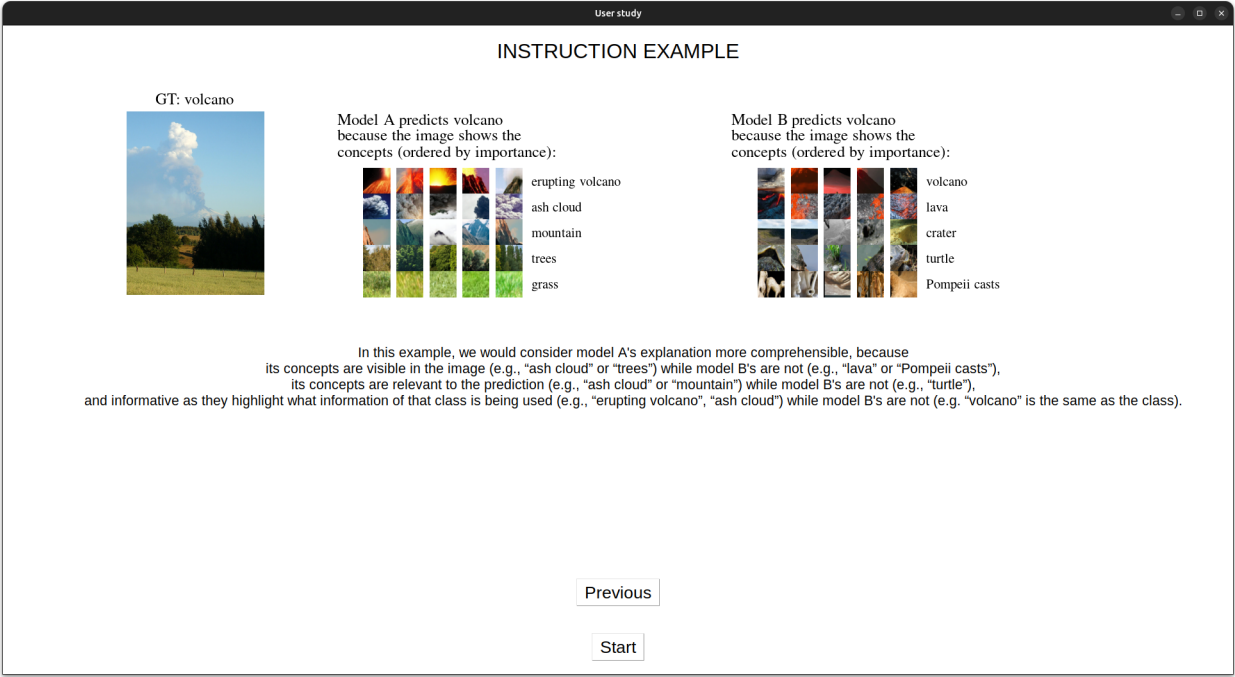 User study
INSTRUCTION EXAMPLE
GT: volcano
Model A predicts volcano
because the image shows the
concepts (ordered by importance):
erupting volcano
ash cloud
mountain
trees
grass
Model B predicts volcano
because the image shows the
concepts (ordered by importance):
volcano
lava
crater
turtle
Pompeii casts
In this example, we would consider model A's explanation more comprehensible, because
its concepts are visible in the image (e.g., “ash cloud” or “trees”) while model B's are not (e.g., “lava” or “Pompeii casts”),
its concepts are relevant to the prediction (e.g., “ash cloud” or “mountain”) while model B's are not (e.g., “turtle”),
and informative as they highlight what information of that class is being used (e.g., “erupting volcano”, “ash cloud”) while model B's are not (e.g. “volcano” is the same as the class).
Previous
Start